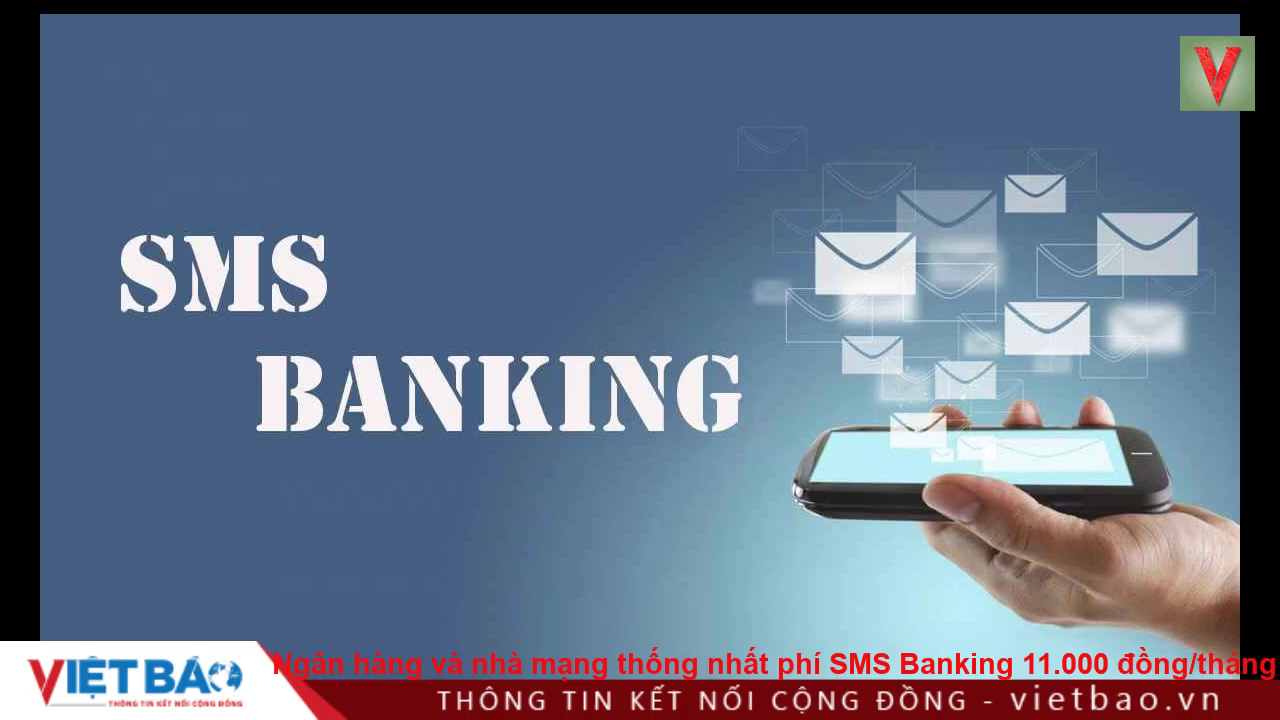 V
SMS
BANKING
Ngân hàng và nhà mạng thống nhất phí SMS Banking 11.000 đồng/tháng
VIỆT BÁO
THÔNG TIN KẾT NỐI CỘNG ĐỒNG
THÔNG TIN KẾT NỐI CỘNG ĐỒNG - vietbao.vn